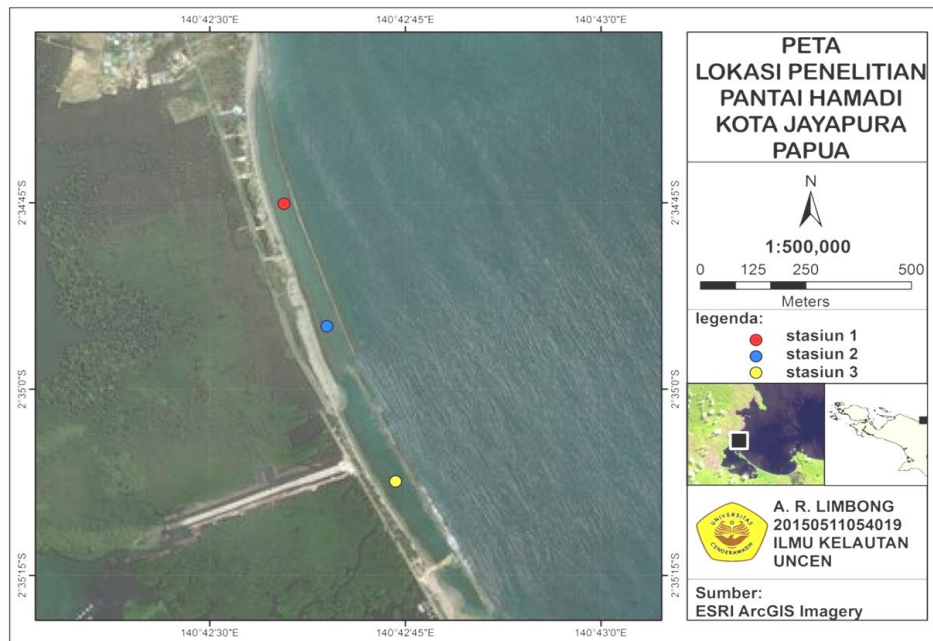 140°42'30"E
140°42'45"E
140°43'0"E
2°34'45"S
2°34'45"S
2°35'0"S
2°35'0"S
2°35'15"S
2°35'15"S
140°42'30"E
140°42'45"E
140°43'0"E
PETA
LOKASI PENELITIAN
PANTAI HAMADI
KOTA JAYAPURA
PAPUA
N
1:500,000
0 125 250 500
Meters
legenda:
stasiun 1
stasiun 2
stasiun 3
UNIVERSITAS
CENDERAWASIH
A. R. LIMBONG
20150511054019
ILMU KELAUTAN
UNCEN
Sumber:
ESRI ArcGIS Imagery